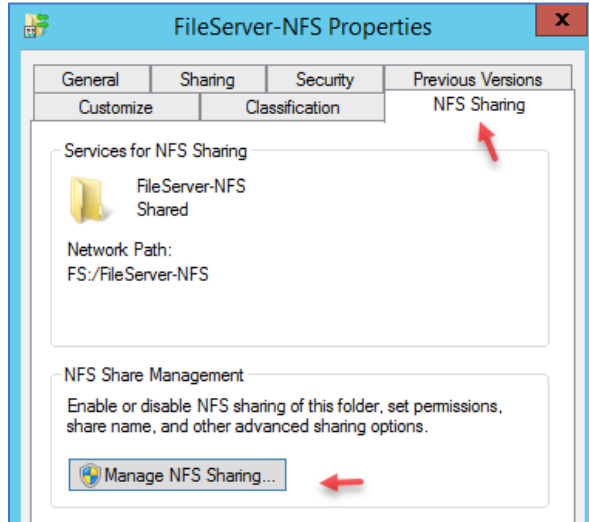 FileServer-NFS Properties
x
General Sharing Security Previous Versions
Customize Classification NFS Sharing
Services for NFS Sharing
FileServer-NFS
Shared
Network Path:
FS:/FileServer-NFS
NFS Share Management
Enable or disable NFS sharing of this folder, set permissions,
share name, and other advanced sharing options.
Manage NFS Sharing...